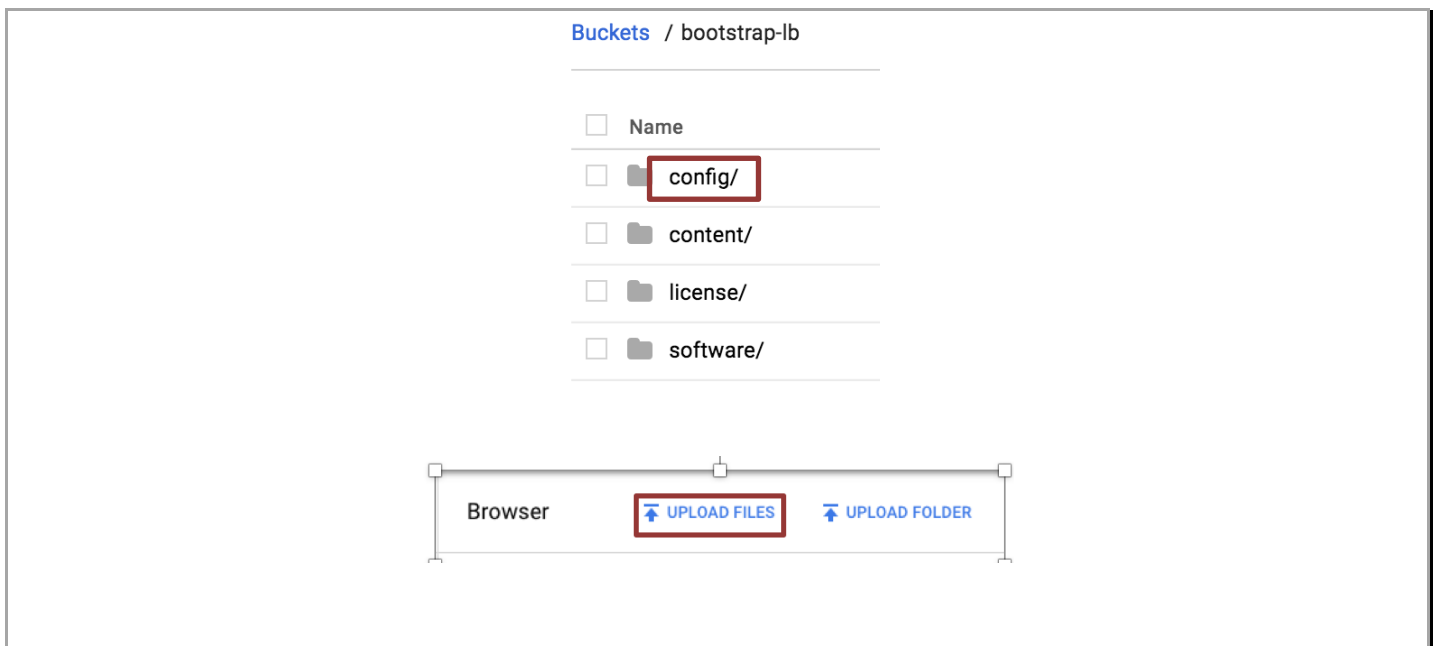 Buckets / bootstrap-lb
Name
config/
content/
license/
software/
Browser UPLOAD FILES UPLOAD FOLDER